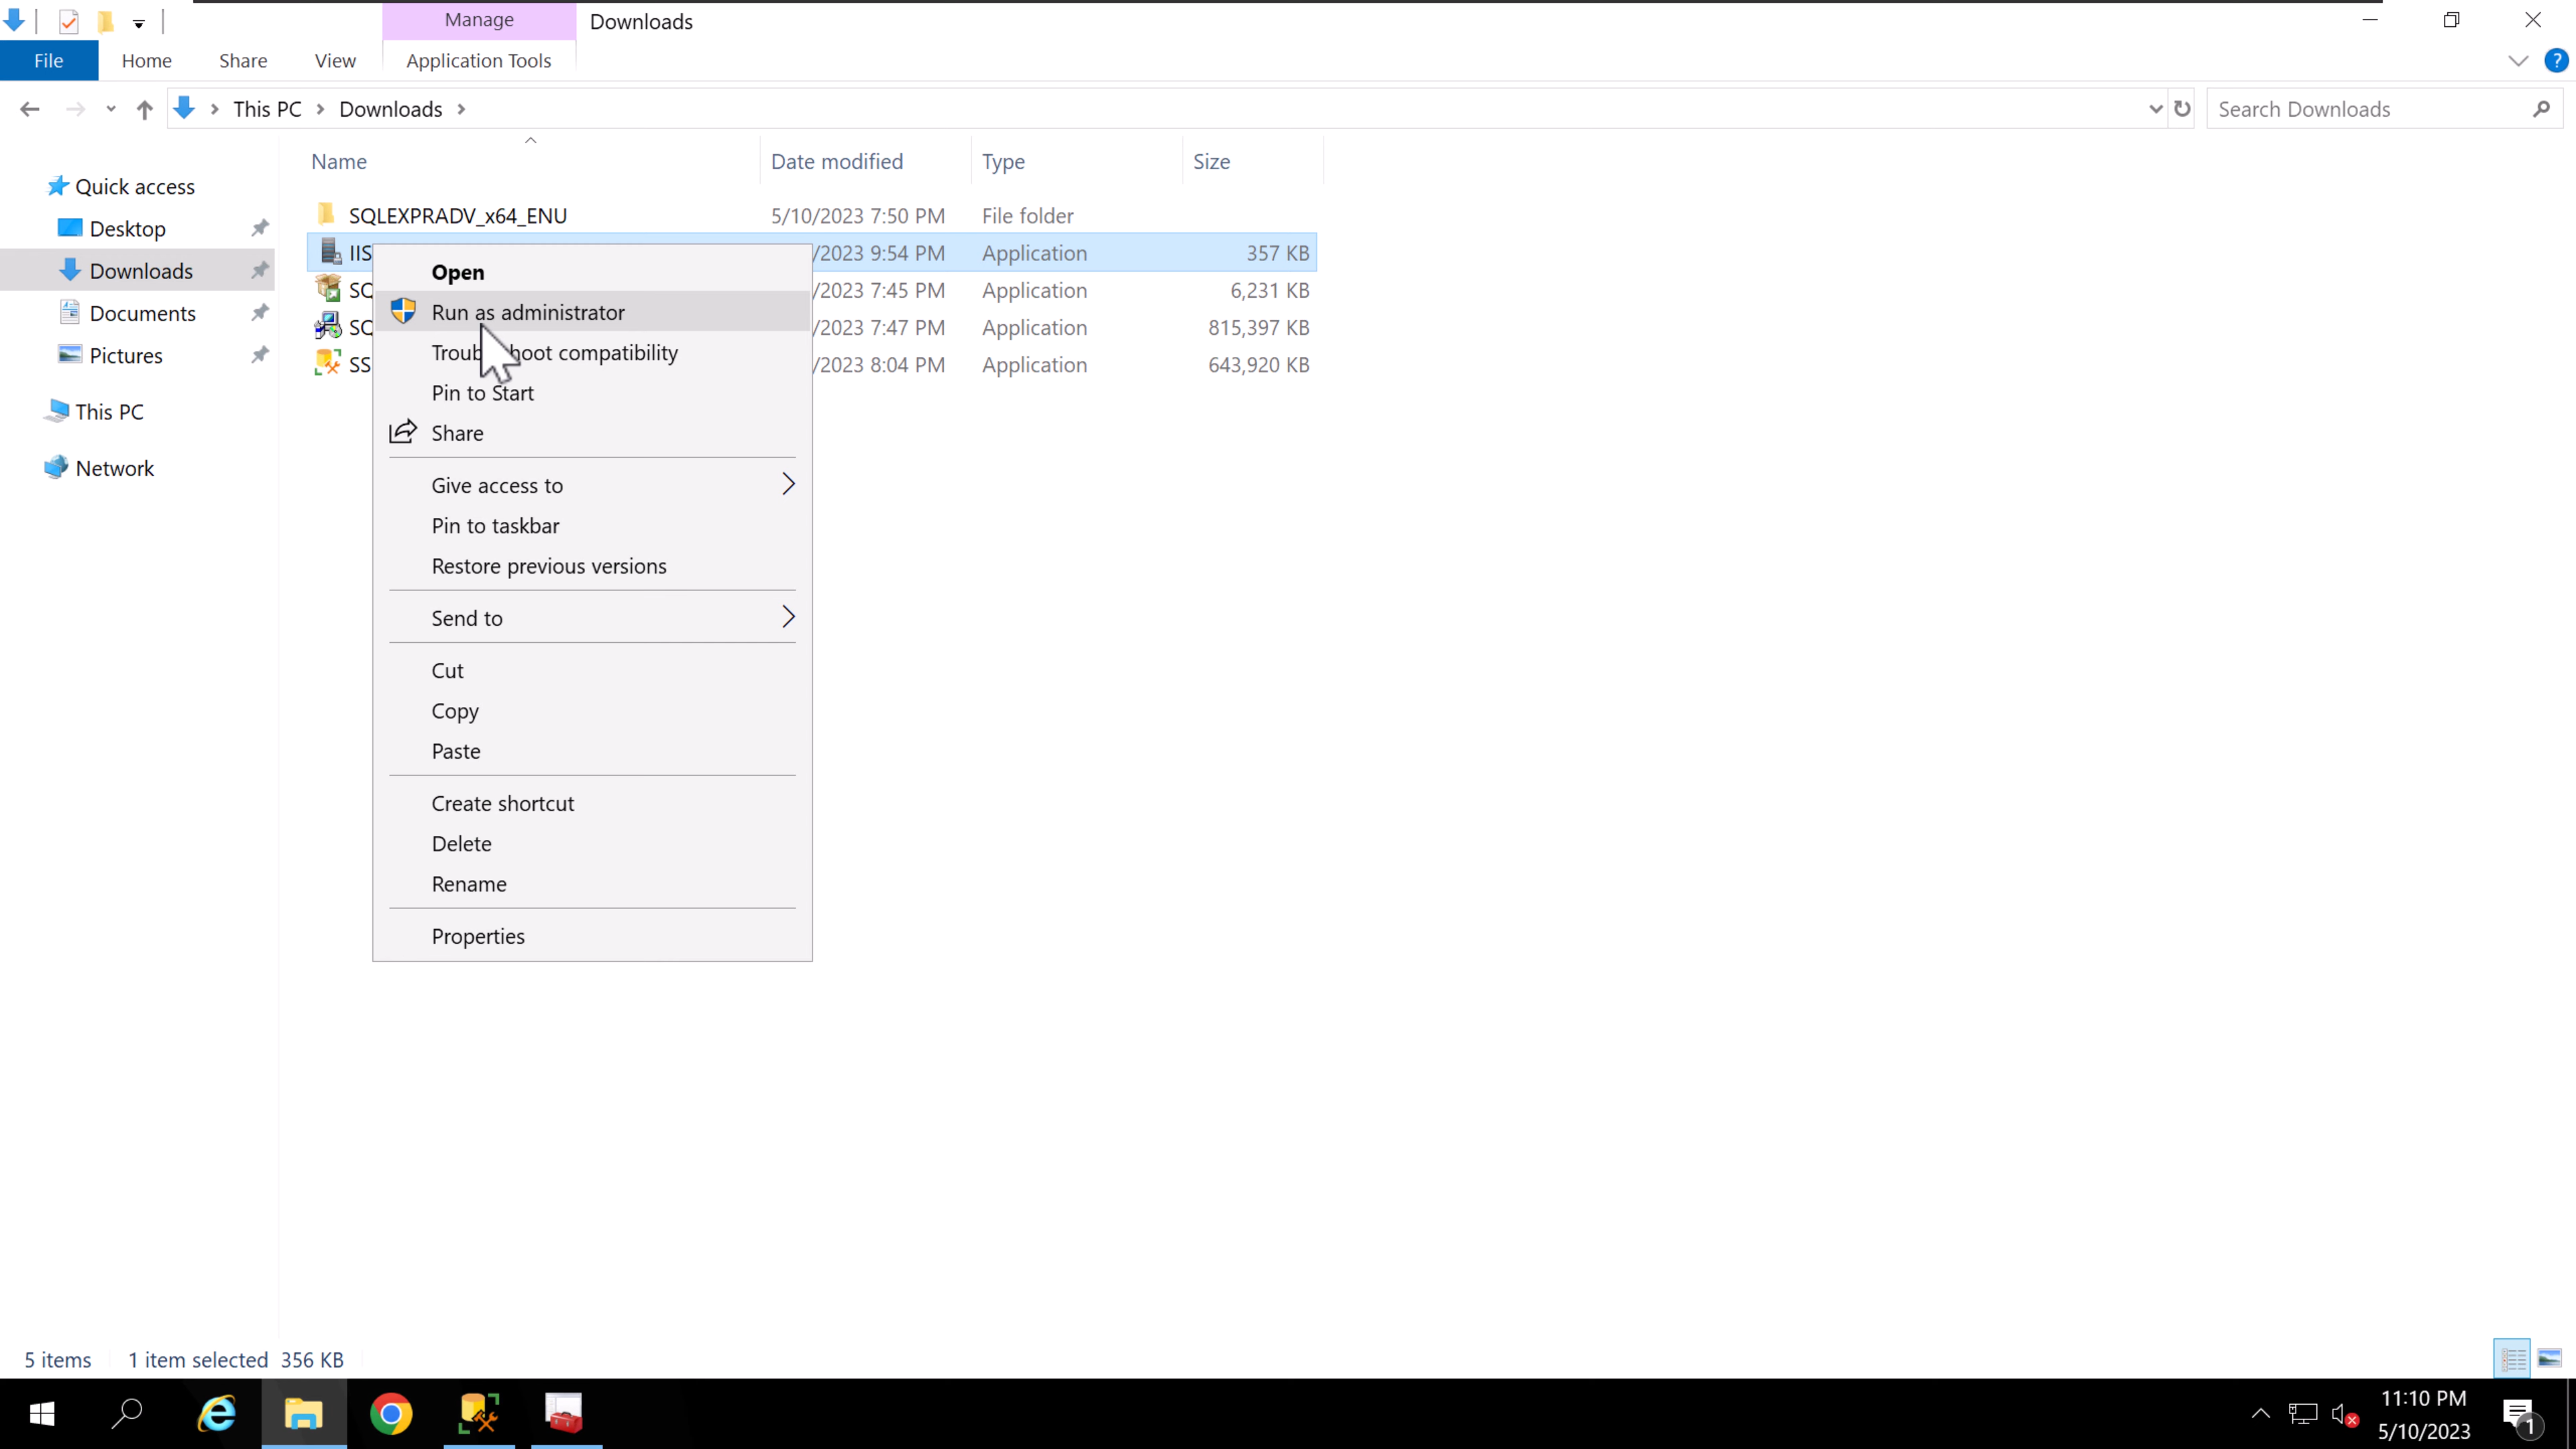 Manage
Downloads
File
Home
Share
View
Application Tools
This PC
Downloads
Search Downloads
Name
Date modified
Type
Size
Quick access
Desktop
Downloads
Documents
Pictures
This PC
Network
SQLEXPRADV_x64_ENU
5/10/2023 7:50 PM
File folder
IIS
/2023 9:54 PM
Application
357 KB
SQ
/2023 7:45 PM
Application
6,231 KB
SQ
/2023 7:47 PM
Application
815,397 KB
SS
/2023 8:04 PM
Application
643,920 KB
Open
Run as administrator
Troubleshoot compatibility
Pin to Start
Share
Give access to
Pin to taskbar
Restore previous versions
Send to
Cut
Copy
Paste
Create shortcut
Delete
Rename
Properties
5 items
1 item selected 356 KB
11:10 PM
5/10/2023
1